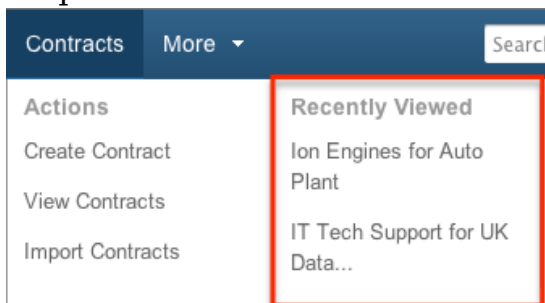 Contracts More
Search
Actions
Create Contract
View Contracts
Import Contracts
Recently Viewed
Ion Engines for Auto
Plant
IT Tech Support for UK
Data...